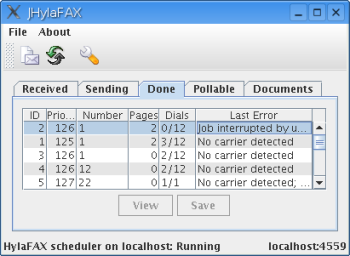 JHylaFAX
File About
Received Sending Done Pollable Documents
ID Prio... Number Pages Dials Last Error
2 126 1 2 0/12 Job interrupted by u...
1 125 1 2 3/12 No carrier detected
3 126 1 0 2/12 No carrier detected
4 126 12 0 2/12 No carrier detected
5 127 22 0 1/1 No carrier detected; ...
View Save
HylaFAX scheduler on localhost: Running localhost:4559